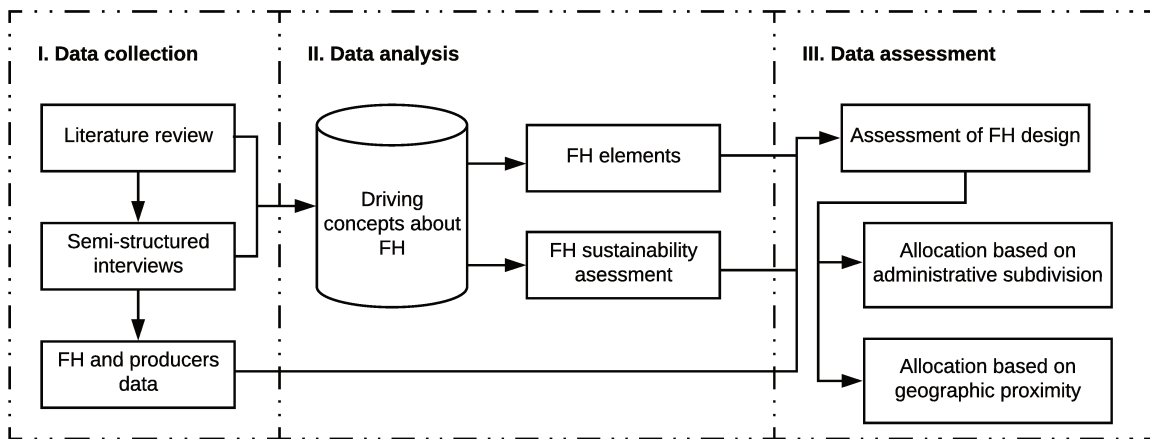 I. Data collection
Literature review
Semi-structured
interviews
FH and producers
data
II. Data analysis
Driving
concepts about
FH
FH elements
FH sustainability
asessment
III. Data assessment
Assessment of FH design
Allocation based on
administrative subdivision
Allocation based on
geographic proximity